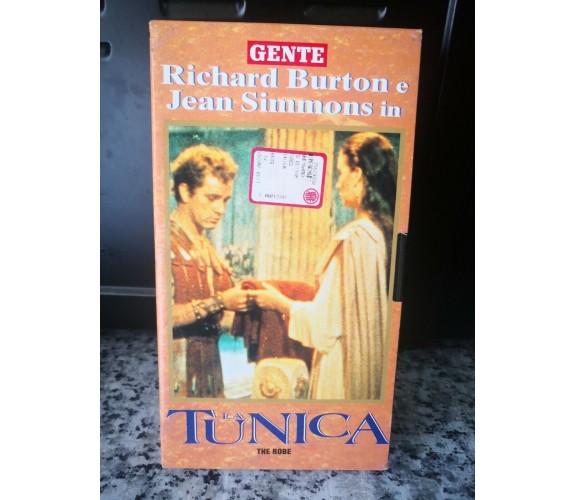 GENTE
Richard Burton e
Jean Simmons in
LA
TUNICA
THE ROBE